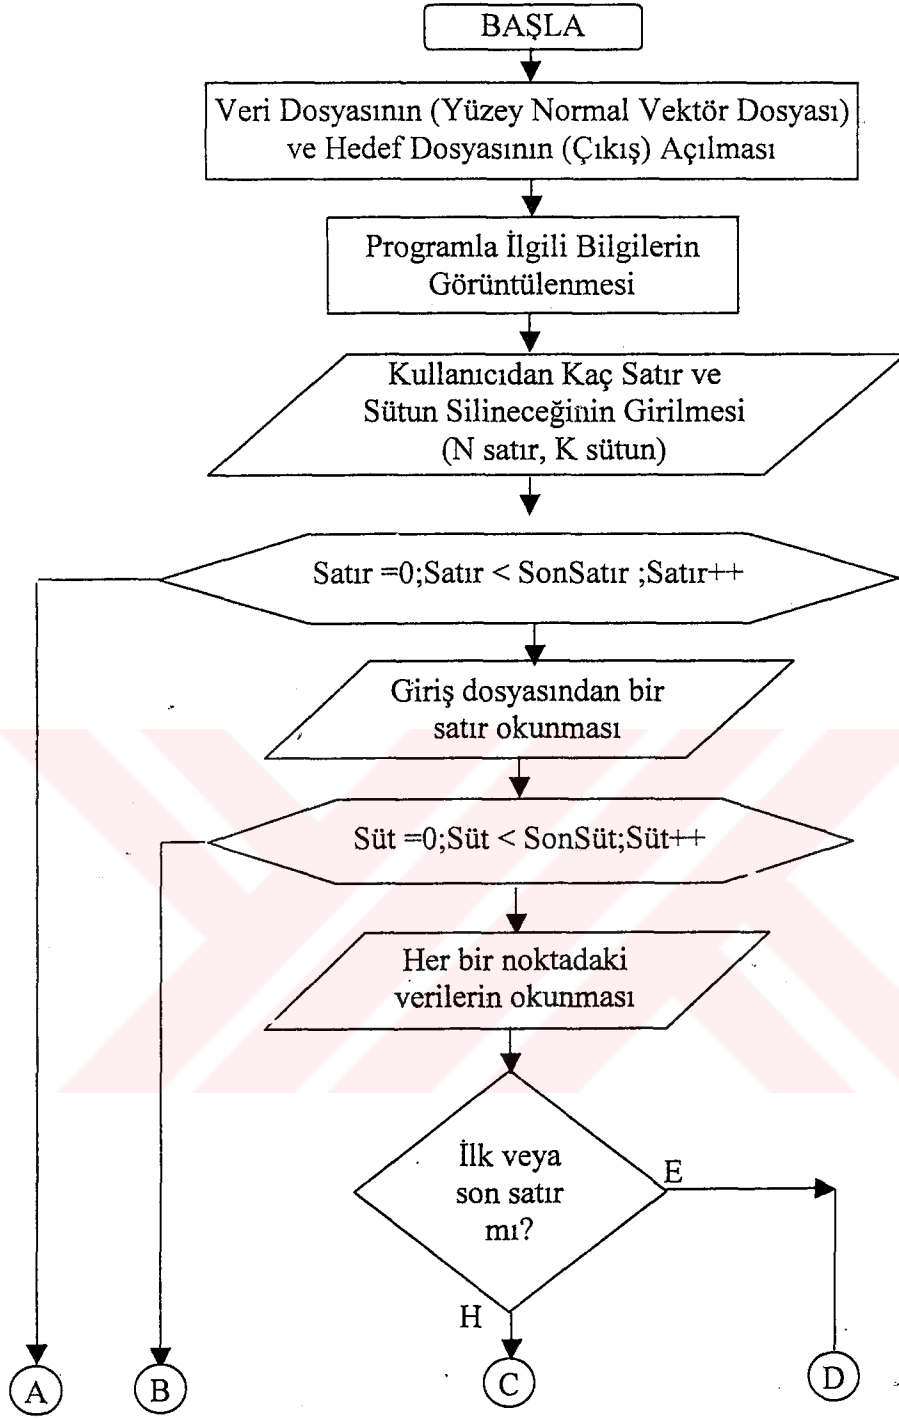 BAŞLA
Veri Dosyasının (Yüzey Normal Vektör Dosyası)
ve Hedef Dosyasının (Çıkış) Açılması
Programla İlgili Bilgilerin
Görüntülenmesi
Kullanıcıdan Kaç Satır ve
Sütun Silineceğinin Girilmesi
(N satır, K sütun)
Satır =0;Satır < SonSatır ;Satır++
Giriş dosyasından bir
satır okunması
Süt =0;Süt < SonSüt;Süt++
Her bir noktadaki
verilerin okunması
İlk veya
son satır
mı?
E
H
A
B
C
D